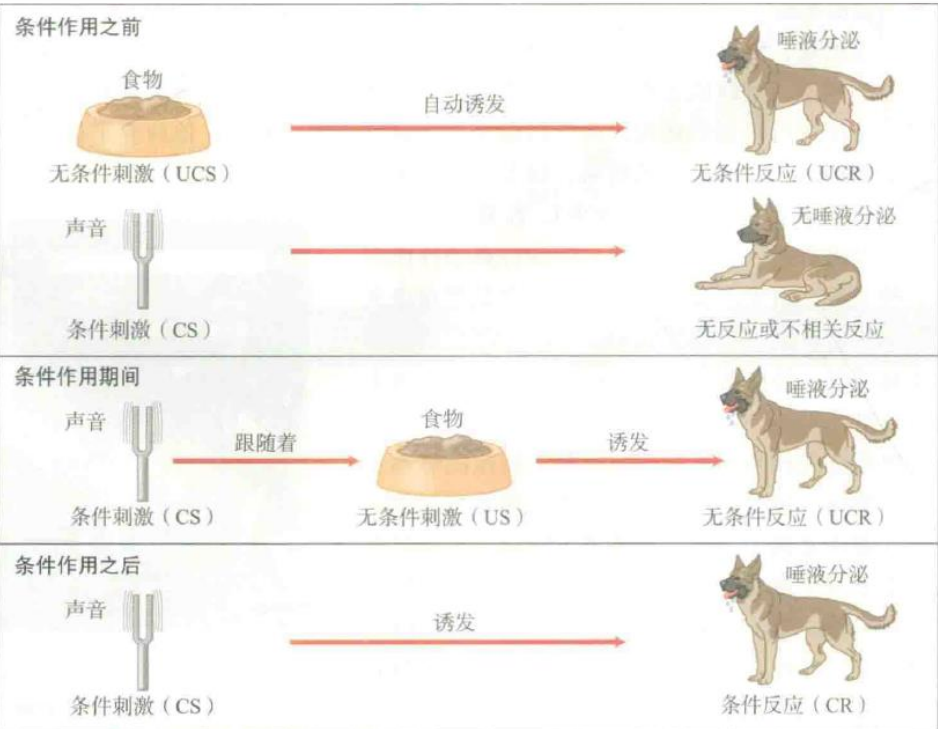 条件作用之前
食物
自动诱发
唾液分泌
无条件刺激（UCS）
无条件反应（UCR）
声音
无唾液分泌
条件刺激（CS）
无反应或不相关反应
条件作用期间
声音
跟随着
食物
诱发
唾液分泌
条件刺激（CS）
无条件刺激（US）
无条件反应（UCR）
条件作用之后
声音
诱发
唾液分泌
条件刺激（CS）
条件反应（CR）